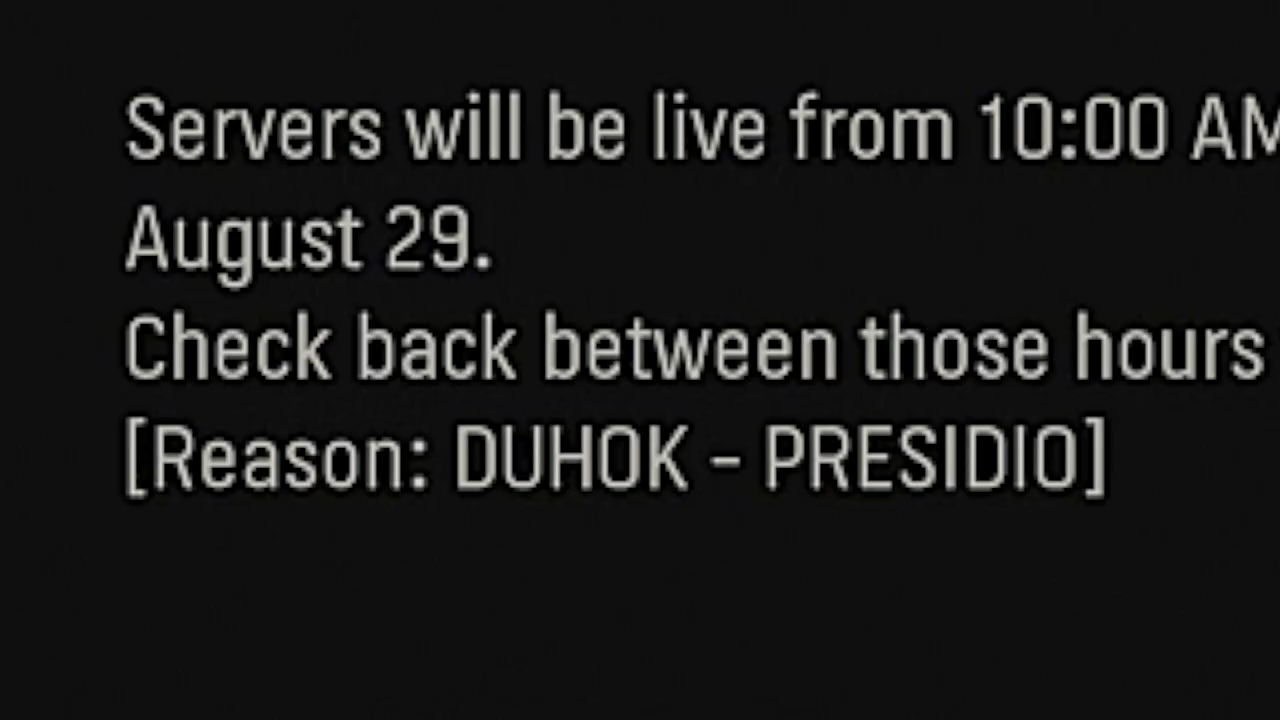 Servers will be live from 10:00 AM
August 29.
Check back between those hours
[Reason: DUHOK - PRESIDIO]